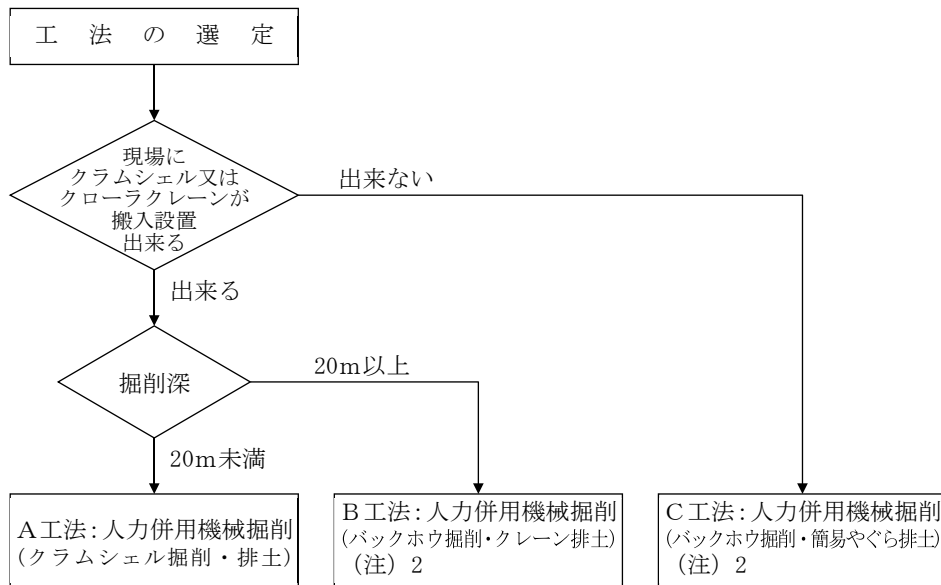 工法の選定
現場に
クラムシェル又は
クローラクレーンが
搬入設置
出来る
出来ない
出来る
掘削深
20m以上
20m未満
A工法:人力併用機械掘削
(クラムシェル掘削・排土)
B工法:人力併用機械掘削
(バックホウ掘削・クレーン排土)
(注)2
C工法:人力併用機械掘削
(バックホウ掘削・簡易やぐら排土)
(注)2